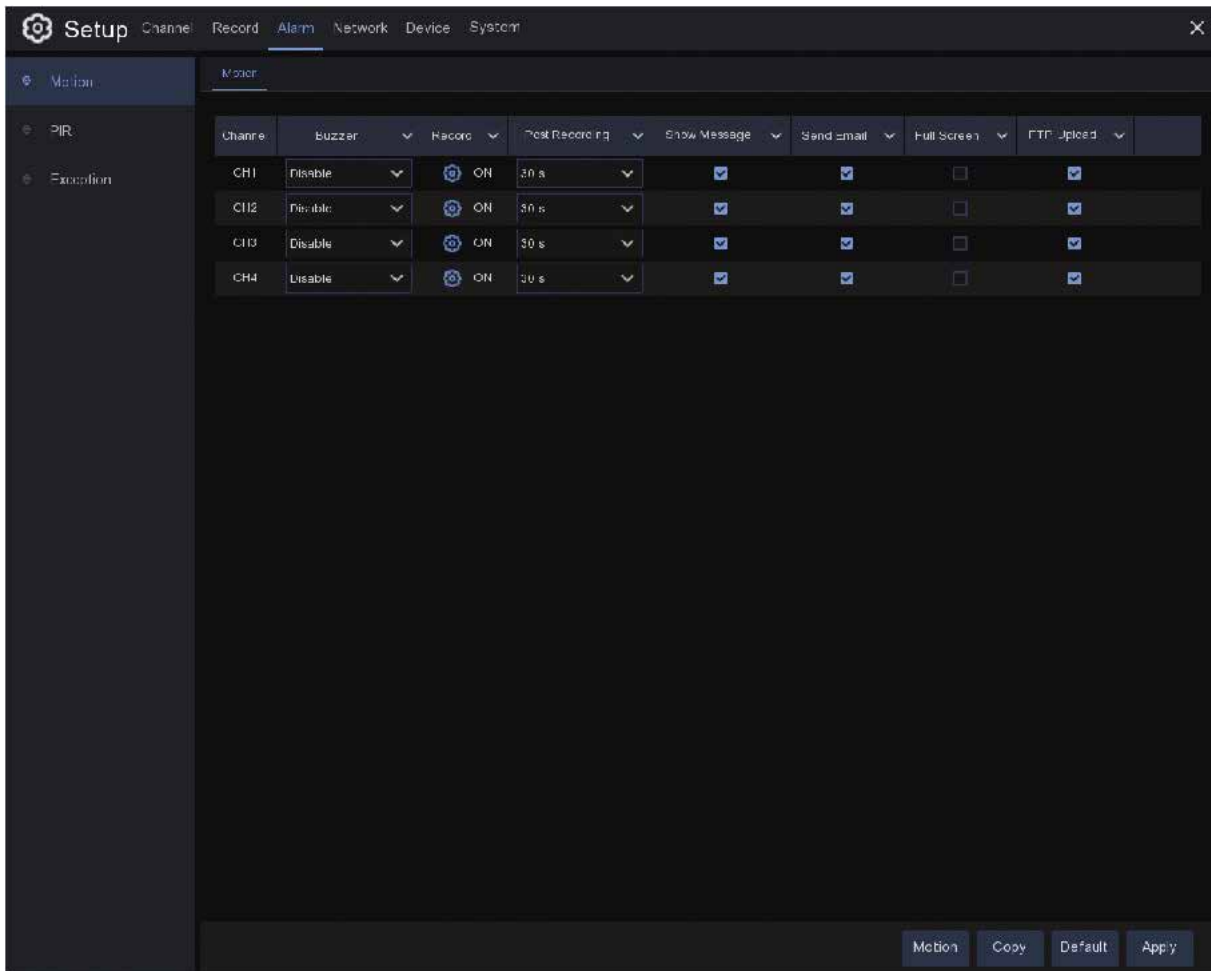 Setup Channel Record Alarm Network Device System
Motion
Motion
PIR
Exception
Channel Buzzer Record Post Recording Show Message Send Email Full Screen FTP Upload
CH1 Disable ON 30 s
CH2 Disable ON 30 s
CH3 Disable ON 30 s
CH4 Disable ON 30 s
Motion Copy Default Apply